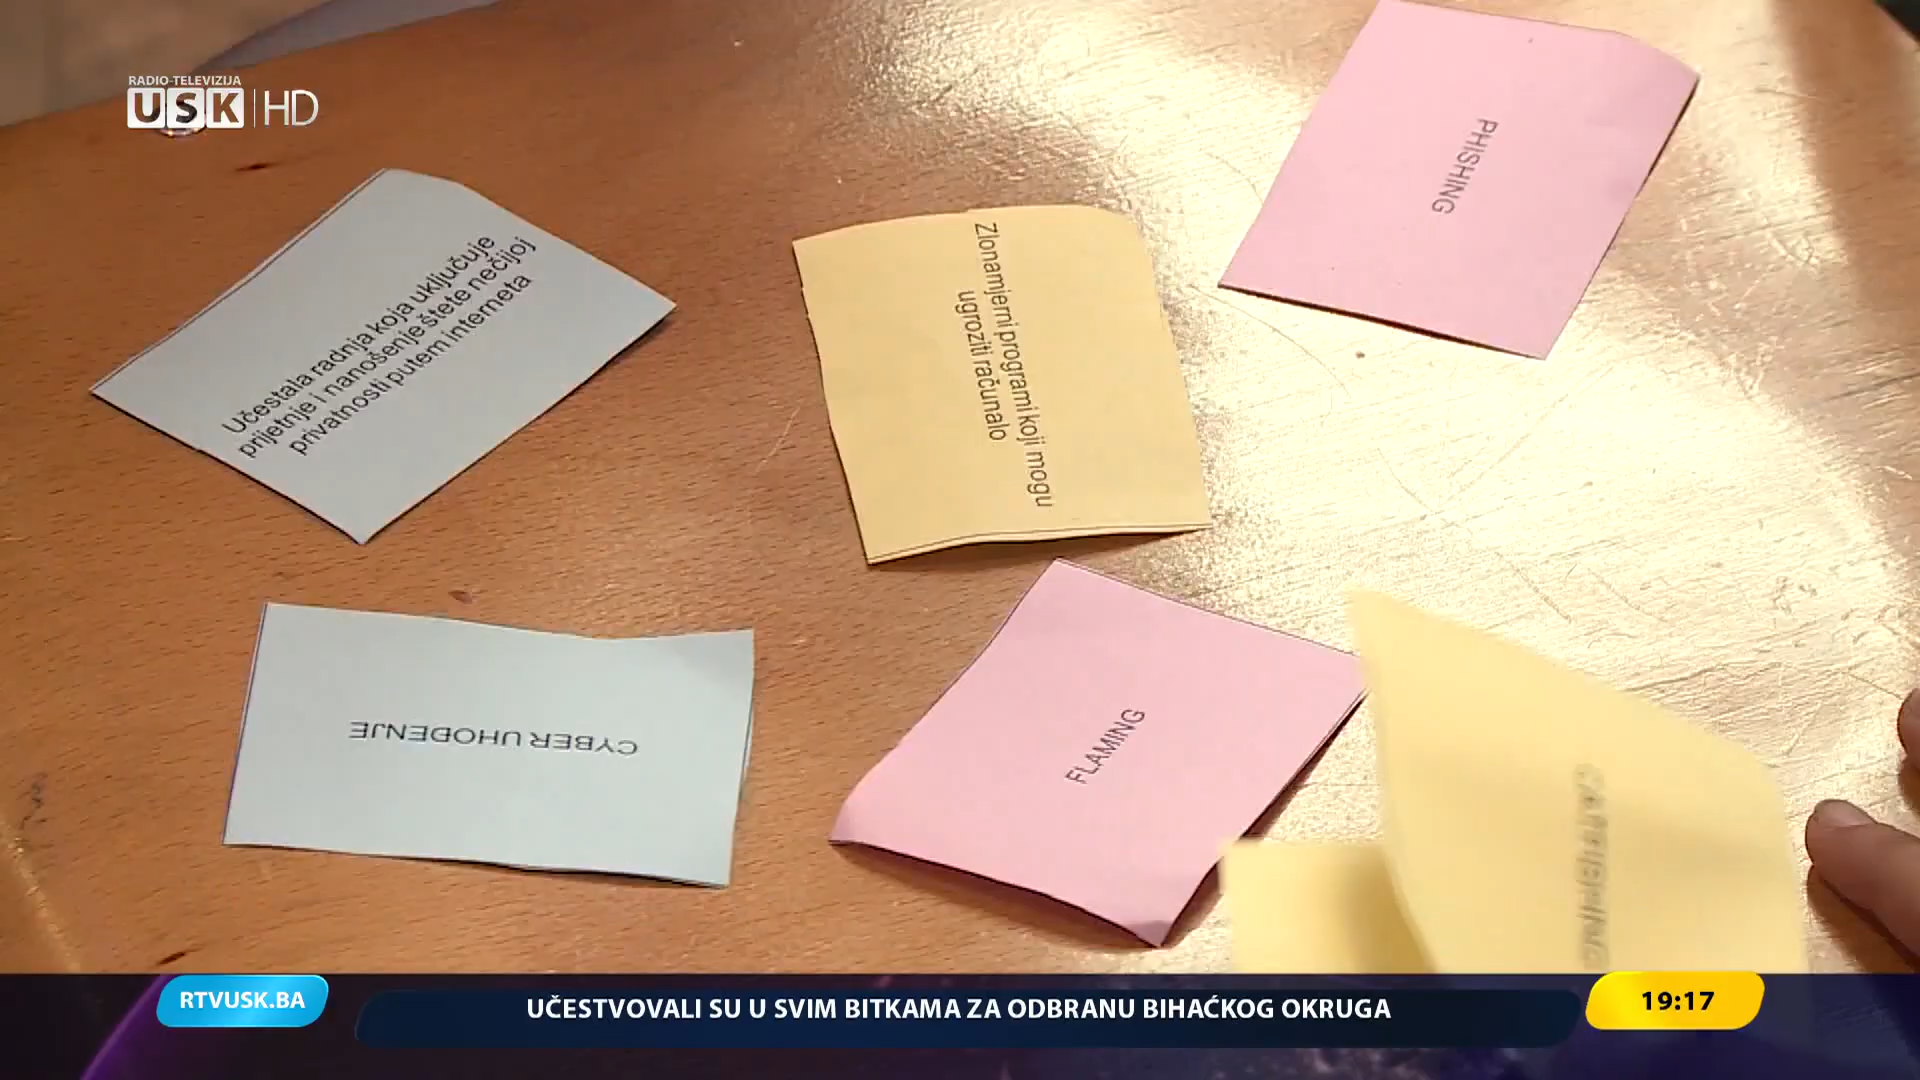 RADIO-TELEVIZIJA
USK HD
PHISHING
Učestala radnja koja uključuje
prijetnje i nanošenje štete nečijoj
privatnosti putem interneta
Zlonamjerni programi koji mogu
ugroziti računalo
CYBER UHOĐENJE
FLAMING
RTVUSK.BA
UČESTVOVALI SU U SVIM BITKAMA ZA ODBRANU BIHAĆKOG OKRUGA
19:17